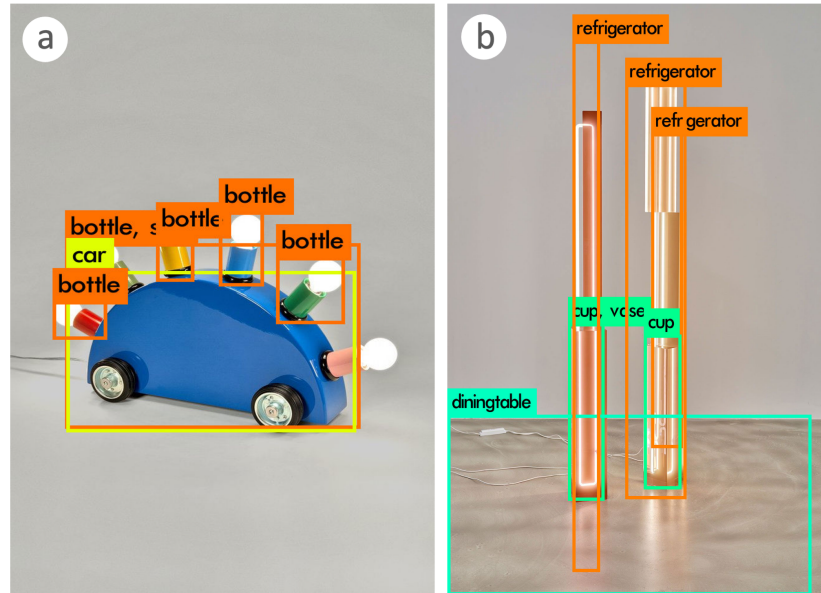 a
bottle
bottle
bottle, s
bottle
car
bottle
b
refrigerator
refrigerator
refr gerator
cup, vase
cup
diningtable